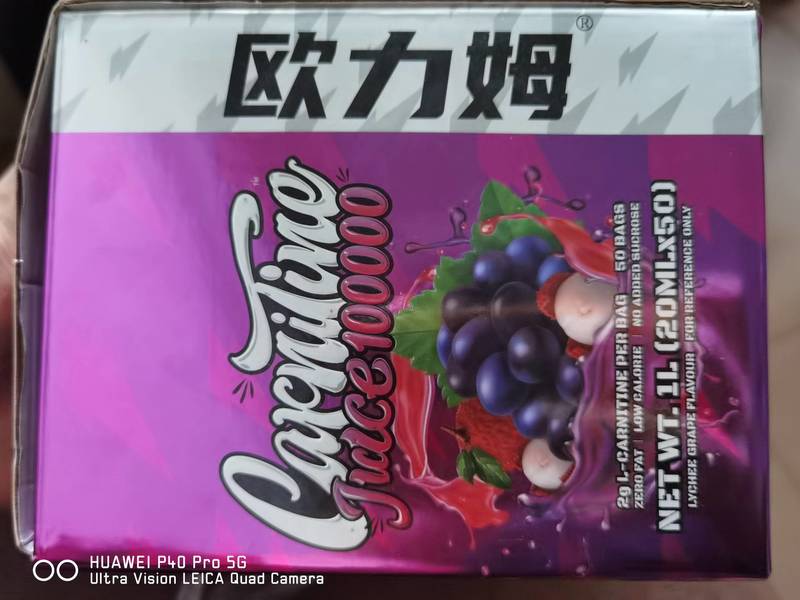 欧力姆®
Carnitine™
Juice100000
2g L-CARNITINE PER BAG 50 BAGS
ZERO FAT | LOW CALORIE | NO ADDED SUCROSE
NET WT. 1L (20MLX50)
LYCHEE GRAPE FLAVOUR FOR REFERENCE ONLY
HUAWEI P40 Pro 5G
Ultra Vision LEICA Quad Camera